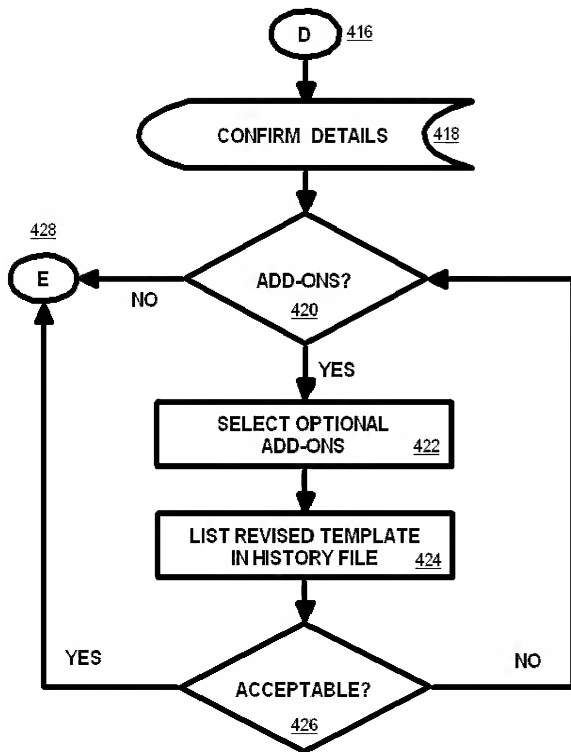 D
416
CONFIRM DETAILS
418
428
E
NO
ADD-ONS?
420
YES
SELECT OPTIONAL
ADD-ONS
422
LIST REVISED TEMPLATE
IN HISTORY FILE
424
YES
NO
ACCEPTABLE?
426